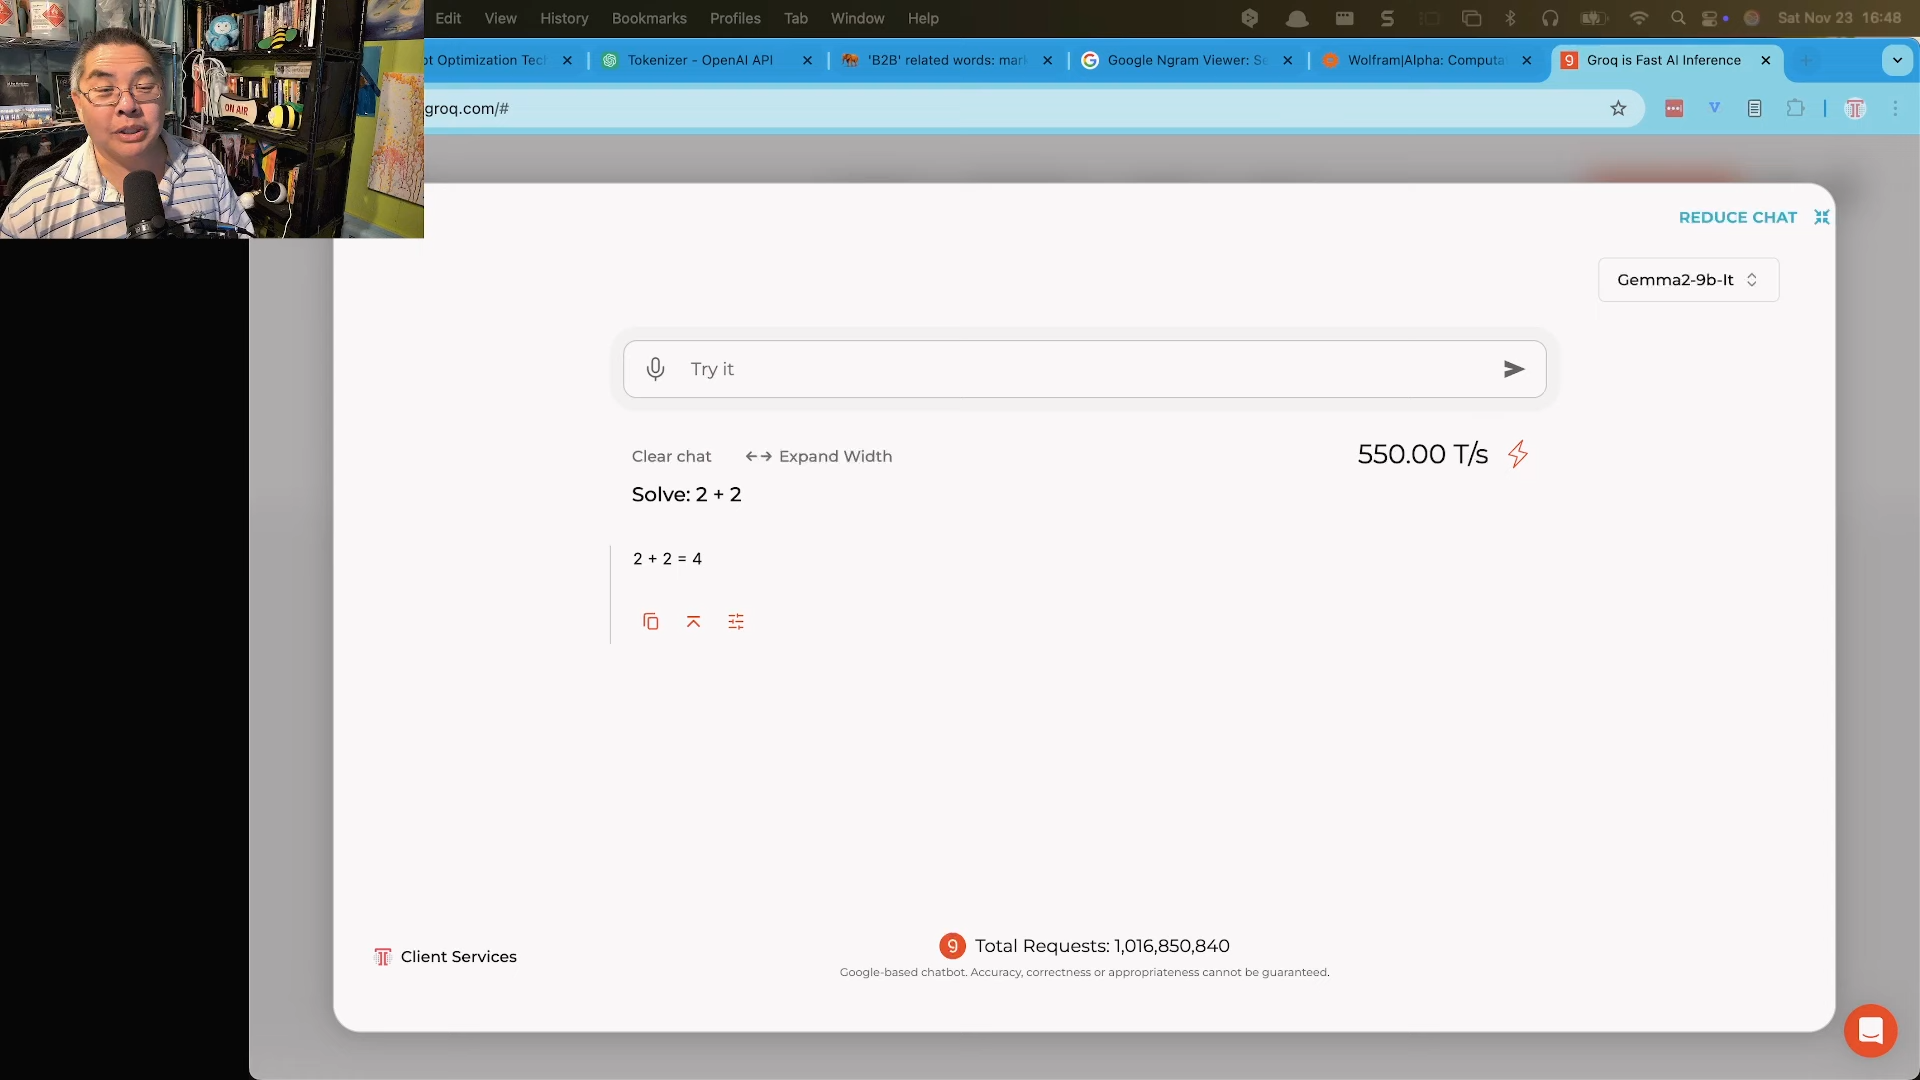 Edit View History Bookmarks Profiles Tab Window Help Sat Nov 23 16:48
ot Optimization Tec Tokenizer - OpenAI API 'B2B' related words: mar Google Ngram Viewer: Se Wolfram|Alpha: Computa Groq is Fast AI Inference
groq.com/#
ON AIR
REDUCE CHAT
Gemma2-9b-It
Try it
Clear chat Expand Width 550.00 T/s
Solve: 2 + 2
2 + 2 = 4
Client Services
Total Requests: 1,016,850,840
Google-based chatbot. Accuracy, correctness or appropriateness cannot be guaranteed.